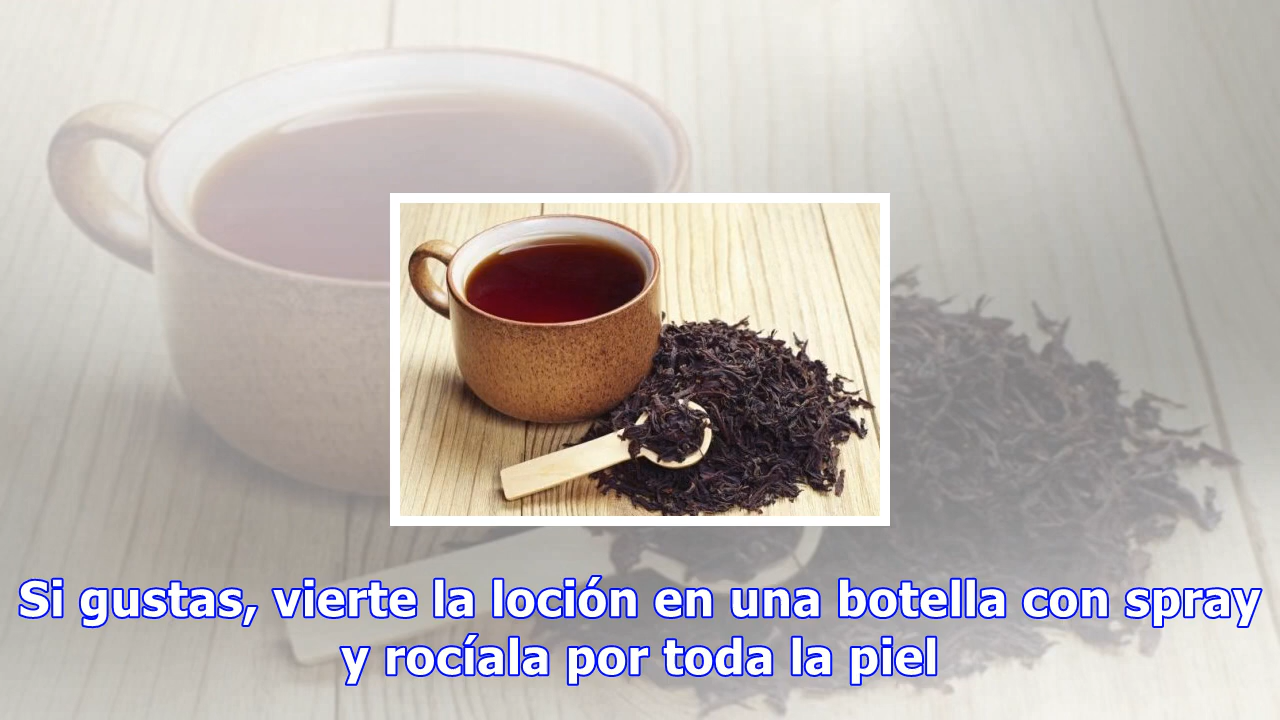 Si gustas, vierte la loción en una botella con spray
y rocíala por toda la piel